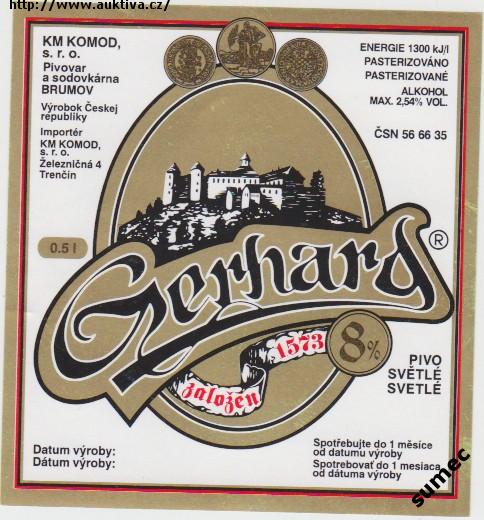 http://www.auktiva.cz/
KM KOMOD,
s. r. o.
Pivovar
a sodovkárna
BRUMOV
Výrobok Českej
republiky
Importér
KM KOMOD,
s. r. o.
Železničná 4
Trenčín
ENERGIE 1300 kJ/l
PASTERIZOVÁNO
PASTERIZOVANÉ
ALKOHOL
MAX. 2,54% VOL.
ČSN 56 66 35
0.5 l
Gerhard ®
založen 1573
8%
PIVO
SVĚTLÉ
SVETLÉ
Datum výroby:
Dátum výroby:
Spotřebujte do 1 měsíce
od datumu výroby
Spotrebovať do 1 mesiaca
od dátuma výroby
sumec